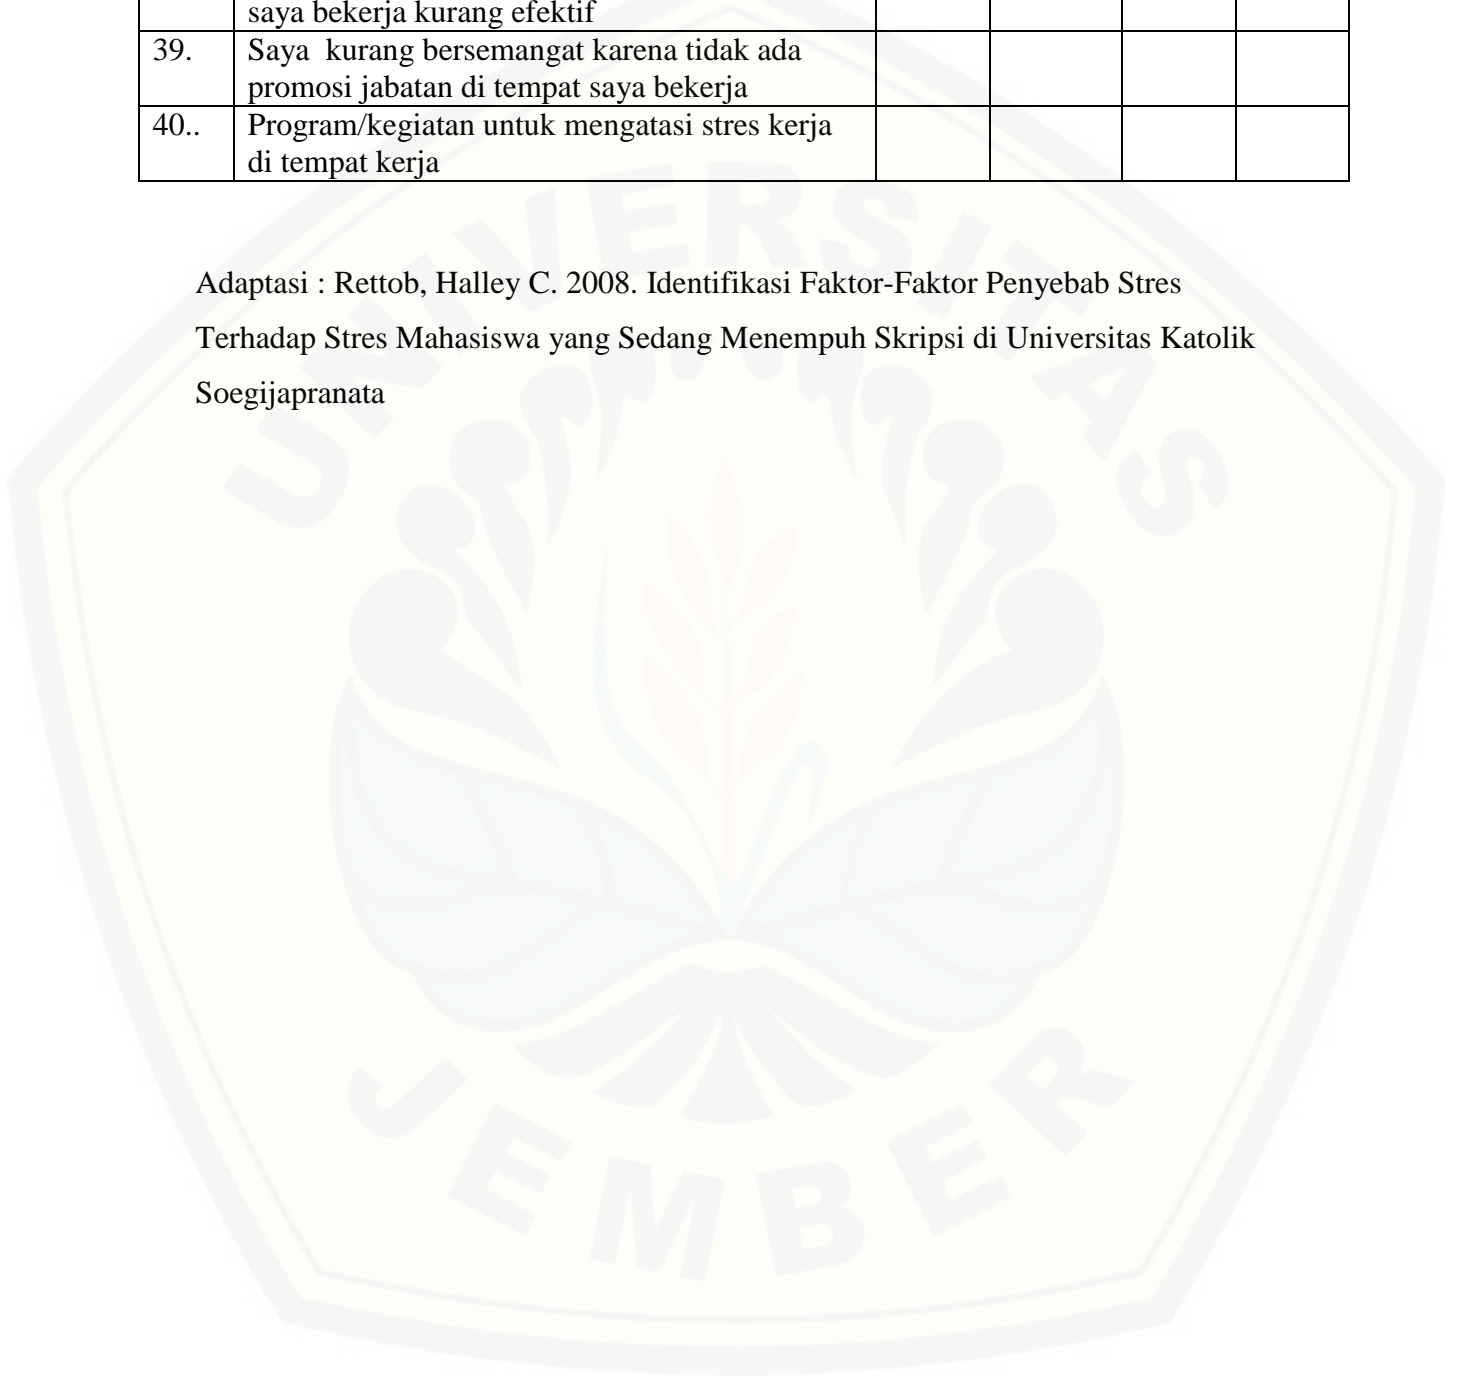 saya bekerja kurang efektif
39. Saya kurang bersemangat karena tidak ada
promosi jabatan di tempat saya bekerja
40.. Program/kegiatan untuk mengatasi stres kerja
di tempat kerja
Adaptasi : Rettob, Halley C. 2008. Identifikasi Faktor-Faktor Penyebab Stres
Terhadap Stres Mahasiswa yang Sedang Menempuh Skripsi di Universitas Katolik
Soegijapranata
UNIVERSITAS
JEMBER